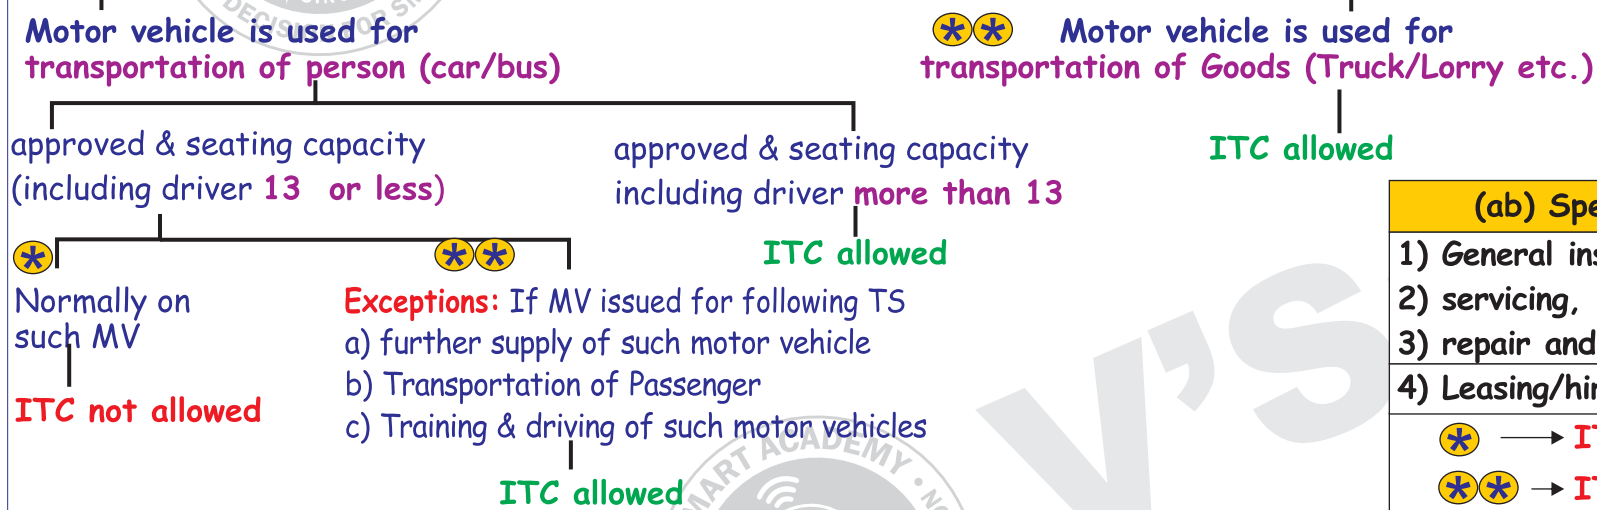 DECISION FOR
Motor vehicle is used for
transportation of person (car/bus)
** Motor vehicle is used for
transportation of Goods (Truck/Lorry etc.)
ITC allowed
approved & seating capacity
(including driver 13 or less)
approved & seating capacity
including driver more than 13
ITC allowed
*
Normally on
such MV
ITC not allowed
**
Exceptions: If MV issued for following TS
a) further supply of such motor vehicle
b) Transportation of Passenger
c) Training & driving of such motor vehicles
ITC allowed
(ab)
1) General
2) servicing,
3) repair and
4)
* →
** →
SMART ACADEMY
V's